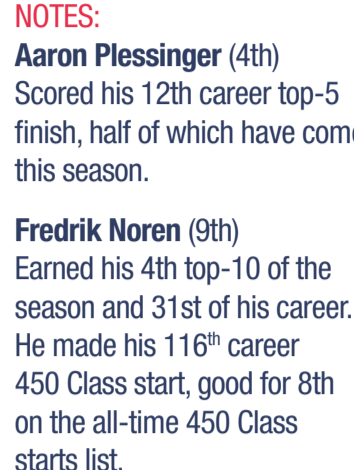 NOTES:
Aaron Plessinger (4th)
Scored his 12th career top-5
finish, half of which have come
this season.
Fredrik Noren (9th)
Earned his 4th top-10 of the
season and 31st of his career.
He made his 116th career
450 Class start, good for 8th
on the all-time 450 Class
starts list.